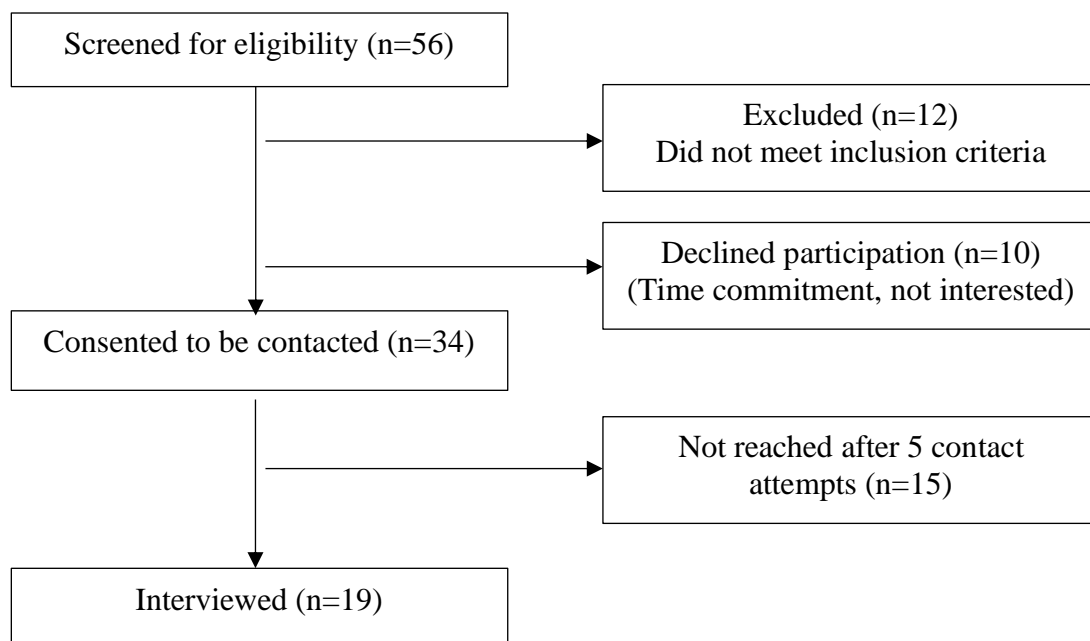 Screened for eligibility (n=56)
Excluded (n=12)
Did not meet inclusion criteria
Declined participation (n=10)
(Time commitment, not interested)
Consented to be contacted (n=34)
Not reached after 5 contact
attempts (n=15)
Interviewed (n=19)